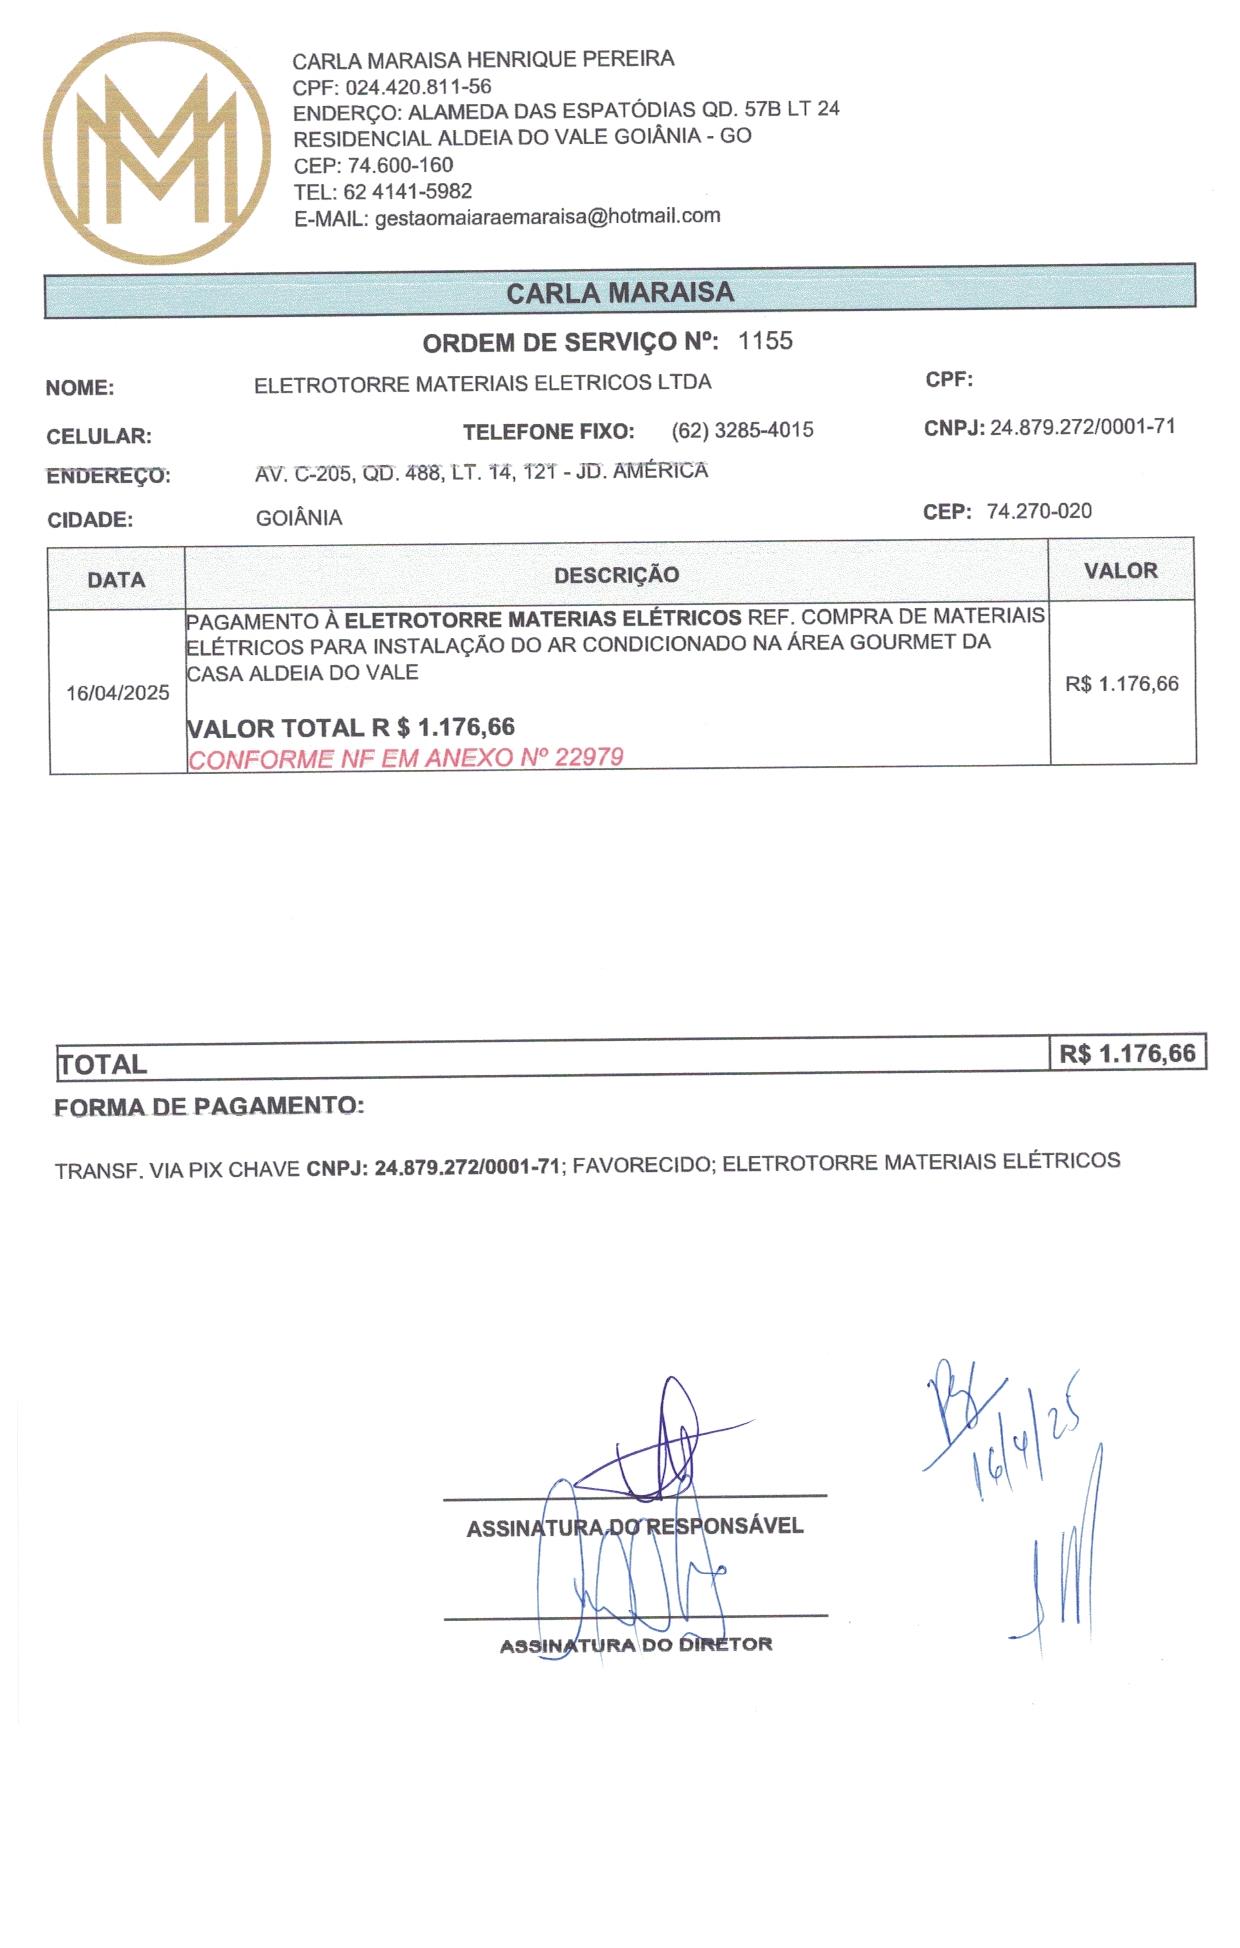 CARLA MARAISA HENRIQUE PEREIRA
CPF: 024.420.811-56
ENDERÇO: ALAMEDA DAS ESPATÓDIAS QD. 57B LT 24
RESIDENCIAL ALDEIA DO VALE GOIÂNIA - GO
CEP: 74.600-160
TEL: 62 4141-5982
E-MAIL: gestaomaiaraemaraisa@hotmail.com
CARLA MARAISA
ORDEM DE SERVIÇO Nº: 1155
NOME: ELETROTORRE MATERIAIS ELETRICOS LTDA CPF:
CELULAR: TELEFONE FIXO: (62) 3285-4015 CNPJ: 24.879.272/0001-71
ENDEREÇO: AV. C-205, QD. 488, LT. 14, 121 - JD. AMÉRICA
CIDADE: GOIÂNIA CEP: 74.270-020
DATA DESCRIÇÃO VALOR
PAGAMENTO À ELETROTORRE MATERIAS ELÉTRICOS REF. COMPRA DE MATERIAIS
ELÉTRICOS PARA INSTALAÇÃO DO AR CONDICIONADO NA ÁREA GOURMET DA
CASA ALDEIA DO VALE
16/04/2025 R$ 1.176,66
VALOR TOTAL R $ 1.176,66
CONFORME NF EM ANEXO Nº 22979
TOTAL R$ 1.176,66
FORMA DE PAGAMENTO:
TRANSF. VIA PIX CHAVE CNPJ: 24.879.272/0001-71; FAVORECIDO; ELETROTORRE MATERIAIS ELÉTRICOS
16/4/25
ASSINATURA DO RESPONSÁVEL
ASSINATURA DO DIRETOR